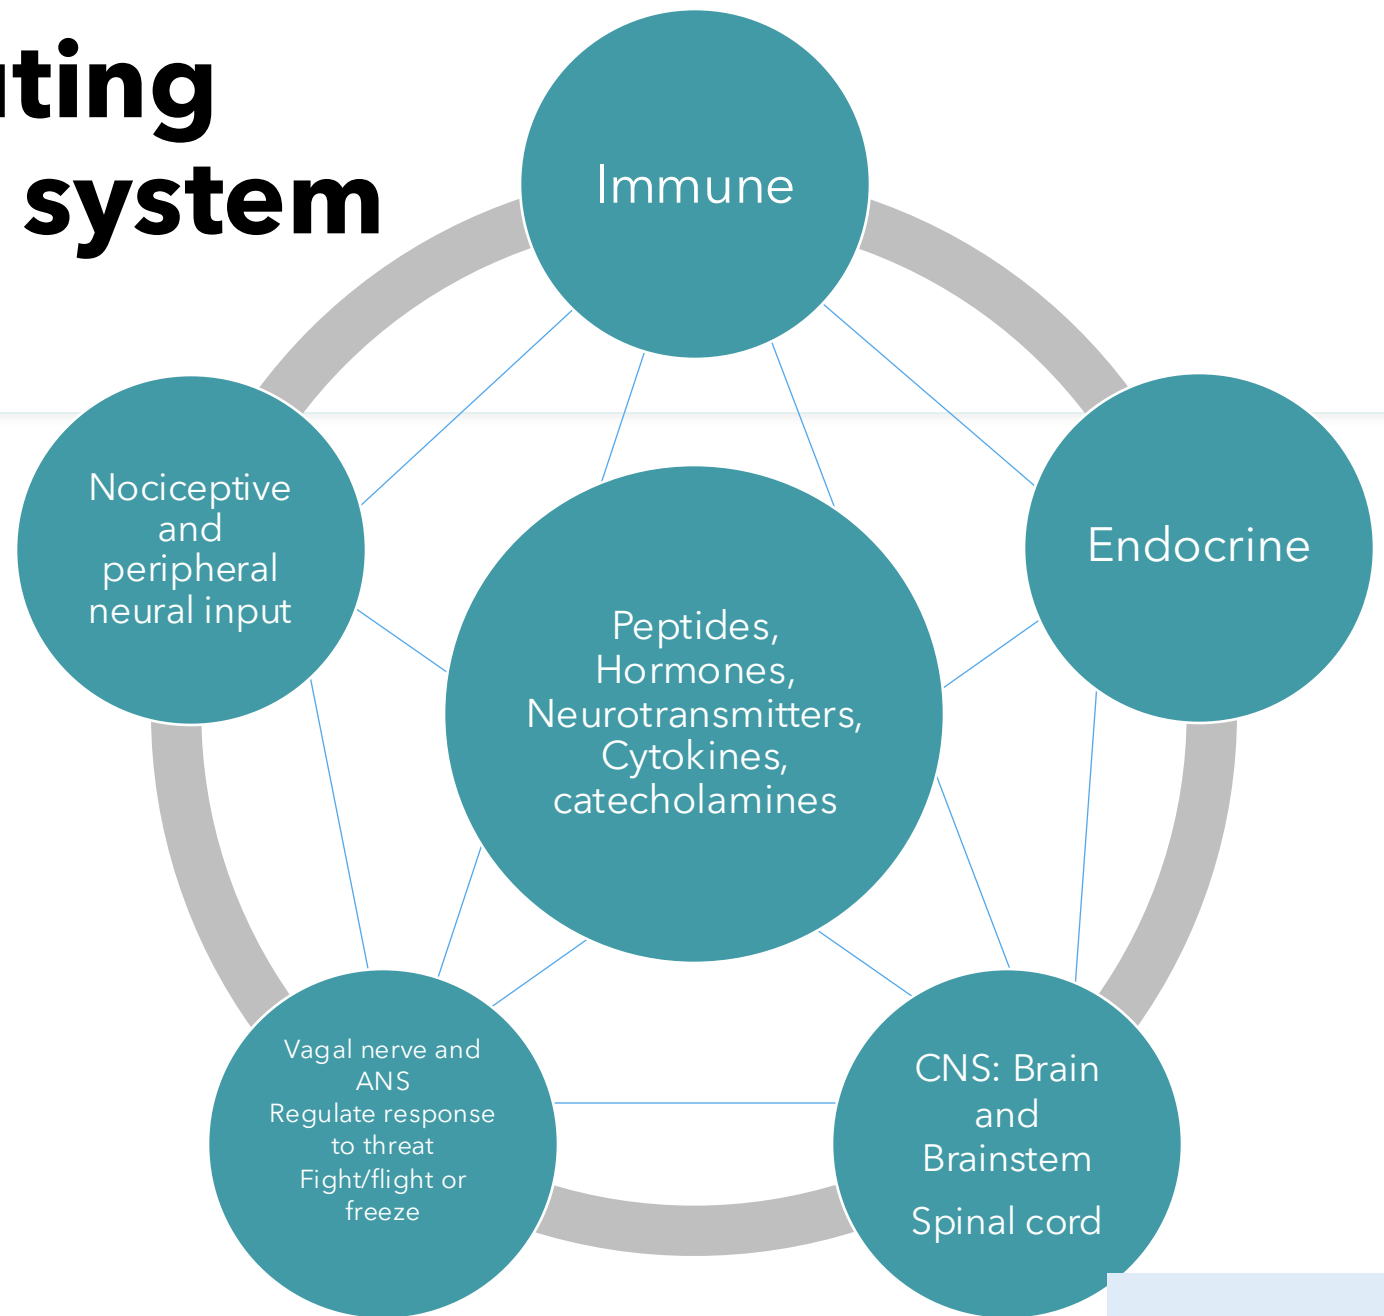 system
Immune
Nociceptive
and
peripheral
neural input
Endocrine
Peptides,
Hormones,
Neurotransmitters,
Cytokines,
catecholamines
Vagal nerve and
ANS
Regulate response
to threat
Fight/flight or
freeze
CNS: Brain
and
Brainstem
Spinal cord